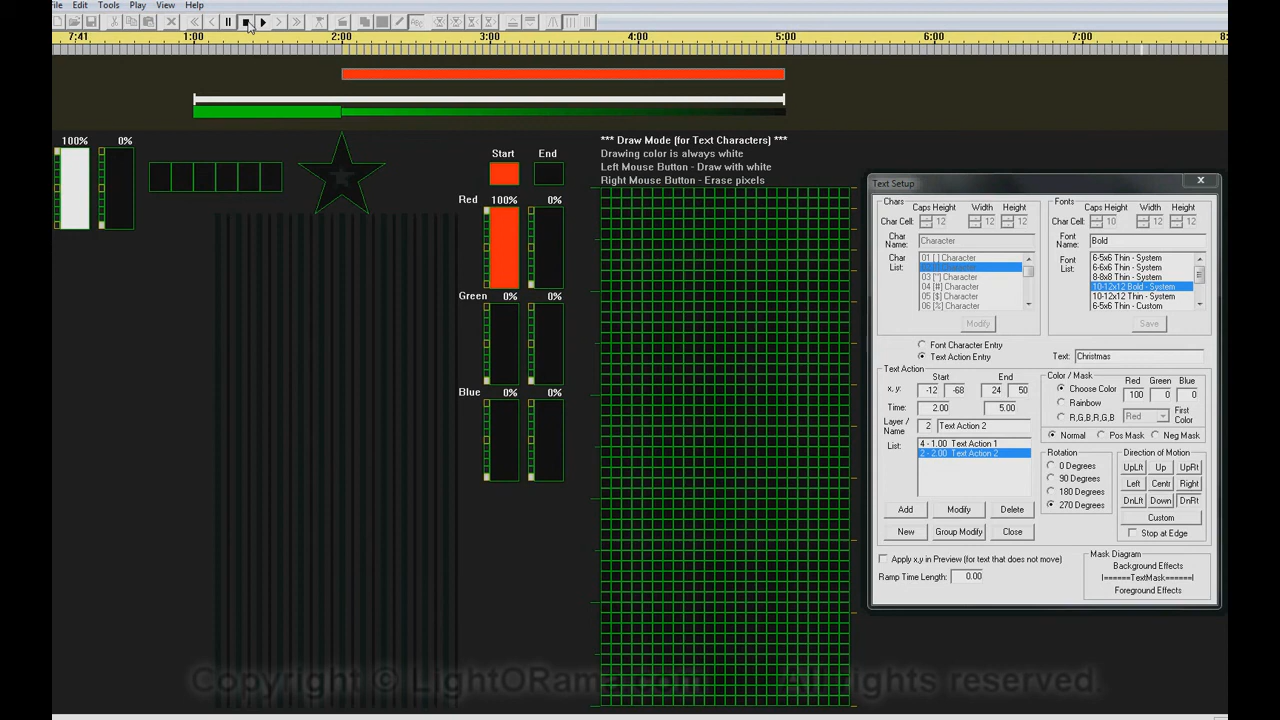 File Edit Tools Play View Help
7:41 1:00 2:00 3:00 4:00 5:00 6:00 7:00 8:
100% 0%
*** Draw Mode (for Text Characters) ***
Drawing color is always white
Left Mouse Button - Draw with white
Right Mouse Button - Erase pixels
Start End
Red 100% 0%
Green 0% 0%
Blue 0% 0%
Text Setup
Chars
Caps Height Width Height
Char Cell: 12 12 12
Char Name: Character
Char List:
01 [ ] Character
03 ["] Character
04 [#] Character
05 [$] Character
06 [%] Character
Modify
Fonts
Caps Height Width Height
Char Cell: 10 12 12
Font Name: Bold
Font List:
6-5x6 Thin - System
6-6x6 Thin - System
8-8x8 Thin - System
10-12x12 Bold - System
10-12x12 Thin - System
6-5x6 Thin - Custom
Save
Font Character Entry
Text Action Entry
Text: Christmas
Text Action
Start End
x, y: -12 -68 24 50
Time: 2.00 5.00
Layer / Name 2 Text Action 2
List:
4 - 1.00 Text Action 1
2 - 2.00 Text Action 2
Add Modify Delete
New Group Modify Close
Color / Mask
Red Green Blue
Choose Color 100 0 0
Rainbow
R,G,B,R,G,B Red First Color
Normal Pos Mask Neg Mask
Rotation
0 Degrees
90 Degrees
180 Degrees
270 Degrees
Direction of Motion
UpLft Up UpRt
Left Centr Right
DnLft Down DnRt
Custom
Stop at Edge
Apply x,y in Preview (for text that does not move)
Ramp Time Length: 0.00
Mask Diagram
Background Effects
|======TextMask======|
Foreground Effects
Copyright © LightORama.com All rights reserved.